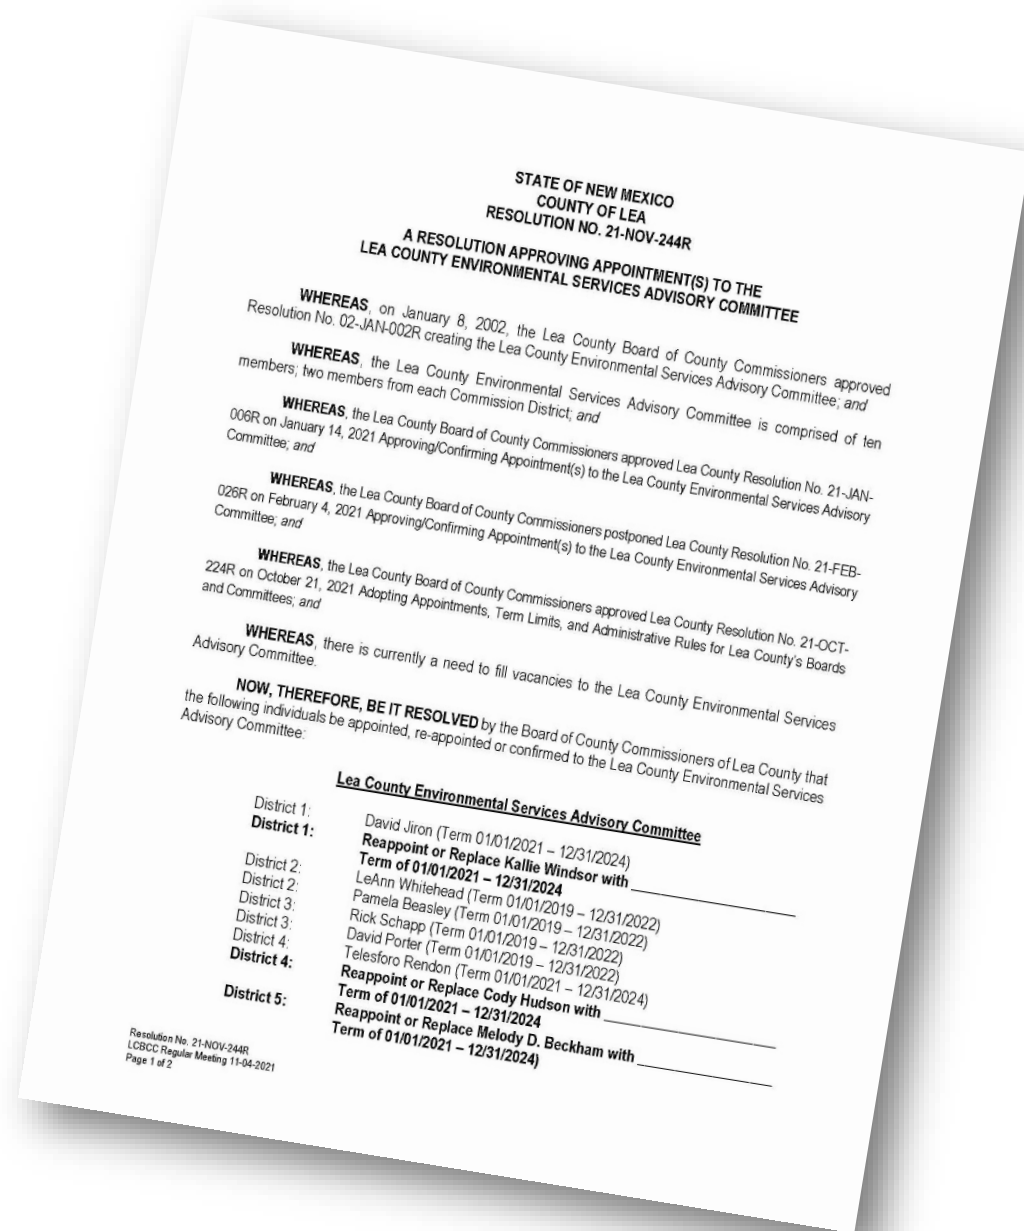 STATE OF NEW MEXICO
COUNTY OF LEA
RESOLUTION NO. 21-NOV-244R
A RESOLUTION APPROVING APPOINTMENT(S) TO THE
LEA COUNTY ENVIRONMENTAL SERVICES ADVISORY COMMITTEE
WHEREAS, on January 8, 2002, the Lea County Board of County Commissioners approved
Resolution No. 02-JAN-002R creating the Lea County Environmental Services Advisory Committee; and
WHEREAS, the Lea County Environmental Services Advisory Committee is comprised of ten
members; two members from each Commission District; and
WHEREAS, the Lea County Board of County Commissioners approved Lea County Resolution No. 21-JAN-
006R on January 14, 2021 Approving/Confirming Appointment(s) to the Lea County Environmental Services Advisory
Committee; and
WHEREAS, the Lea County Board of County Commissioners postponed Lea County Resolution No. 21-FEB-
026R on February 4, 2021 Approving/Confirming Appointment(s) to the Lea County Environmental Services Advisory
Committee; and
WHEREAS, the Lea County Board of County Commissioners approved Lea County Resolution No. 21-OCT-
224R on October 21, 2021 Adopting Appointments, Term Limits, and Administrative Rules for Lea County's Boards
and Committees; and
WHEREAS, there is currently a need to fill vacancies to the Lea County Environmental Services
Advisory Committee.
NOW, THEREFORE, BE IT RESOLVED by the Board of County Commissioners of Lea County that
the following individuals be appointed, re-appointed or confirmed to the Lea County Environmental Services
Advisory Committee:
Lea County Environmental Services Advisory Committee
District 1: David Jiron (Term 01/01/2021 – 12/31/2024)
District 1: Reappoint or Replace Kallie Windsor with ____________________
Term of 01/01/2021 – 12/31/2024
District 2: LeAnn Whitehead (Term 01/01/2019 – 12/31/2022)
District 2: Pamela Beasley (Term 01/01/2019 – 12/31/2022)
District 3: Rick Schapp (Term 01/01/2019 – 12/31/2022)
District 3: David Porter (Term 01/01/2019 – 12/31/2022)
District 4: Telesforo Rendon (Term 01/01/2021 – 12/31/2024)
District 4: Reappoint or Replace Cody Hudson with ____________________
Term of 01/01/2021 – 12/31/2024
District 5: Reappoint or Replace Melody D. Beckham with ________________
Term of 01/01/2021 – 12/31/2024)
Resolution No. 21-NOV-244R
LCBCC Regular Meeting 11-04-2021
Page 1 of 2